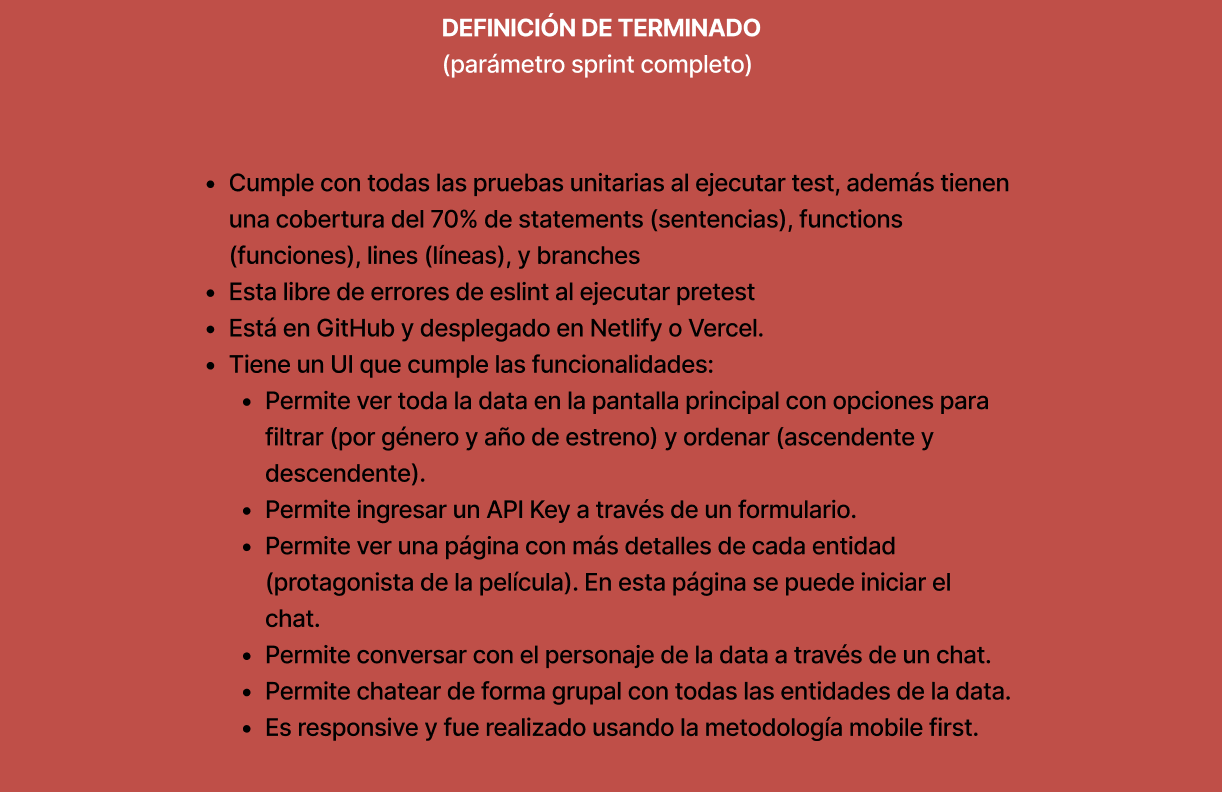 DEFINICIÓN DE TERMINADO
(parámetro sprint completo)
• Cumple con todas las pruebas unitarias al ejecutar test, además tienen
una cobertura del 70% de statements (sentencias), functions
(funciones), lines (líneas), y branches
• Esta libre de errores de eslint al ejecutar pretest
• Está en GitHub y desplegado en Netlify o Vercel.
• Tiene un UI que cumple las funcionalidades:
• Permite ver toda la data en la pantalla principal con opciones para
filtrar (por género y año de estreno) y ordenar (ascendente y
descendente).
• Permite ingresar un API Key a través de un formulario.
• Permite ver una página con más detalles de cada entidad
(protagonista de la película). En esta página se puede iniciar el
chat.
• Permite conversar con el personaje de la data a través de un chat.
• Permite chatear de forma grupal con todas las entidades de la data.
• Es responsive y fue realizado usando la metodología mobile first.